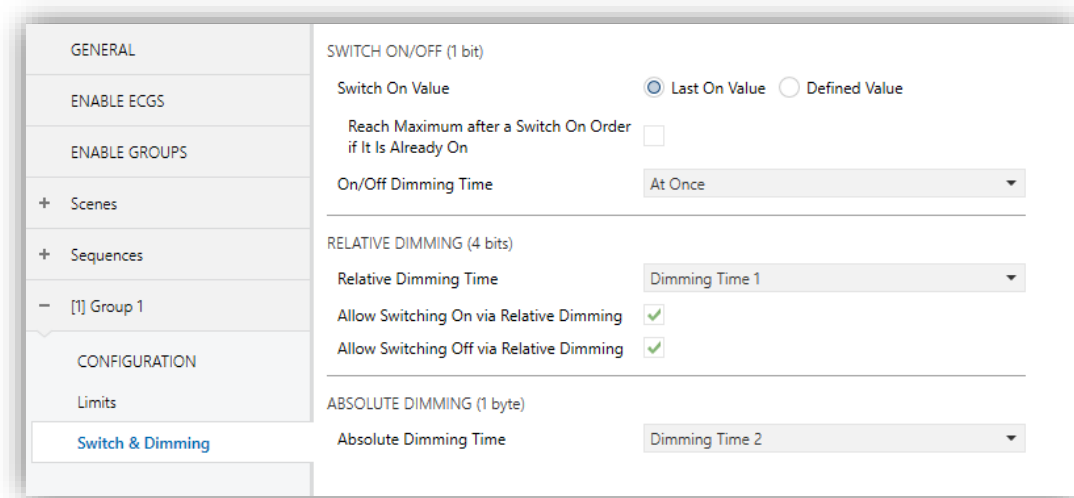 GENERAL
ENABLE ECGS
ENABLE GROUPS
+ Scenes
+ Sequences
− [1] Group 1
CONFIGURATION
Limits
Switch & Dimming
SWITCH ON/OFF (1 bit)
Switch On Value
Last On Value
Defined Value
Reach Maximum after a Switch On Order
if It Is Already On
On/Off Dimming Time
At Once
RELATIVE DIMMING (4 bits)
Relative Dimming Time
Dimming Time 1
Allow Switching On via Relative Dimming
Allow Switching Off via Relative Dimming
ABSOLUTE DIMMING (1 byte)
Absolute Dimming Time
Dimming Time 2